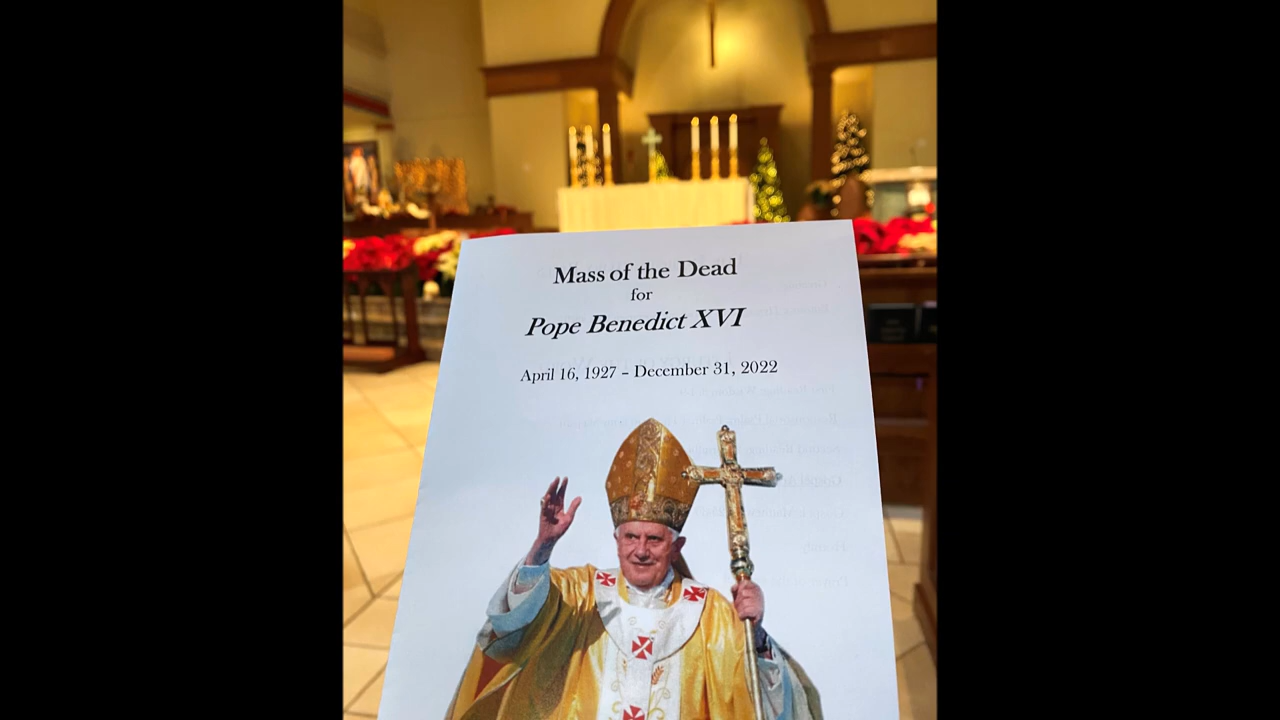 Mass of the Dead
for
Pope Benedict XVI
April 16, 1927 – December 31, 2022